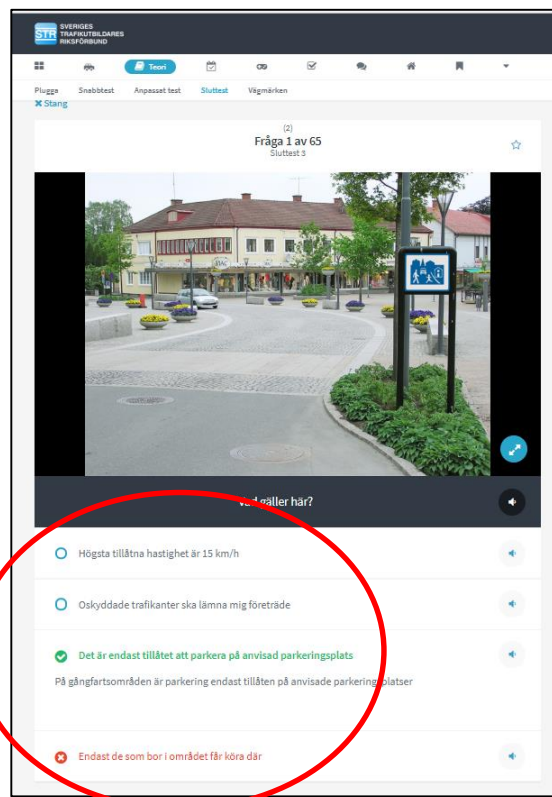 SVERIGES
TRAFIKUTBILDARES
RIKSFÖRBUND
STR
Teori
Plugga Snabbtest Anpassat test Sluttest Vägmärken
Stäng
(2)
Fråga 1 av 65
Sluttest 3
gäller här?
Högsta tillåtna hastighet är 15 km/h
Oskyddade trafikanter ska lämna mig företräde
Det är endast tillåtet att parkera på anvisad parkeringsplats
På gångfartsområden är parkering endast tillåten på anvisade parkeringsplatser
Endast de som bor i området får köra där